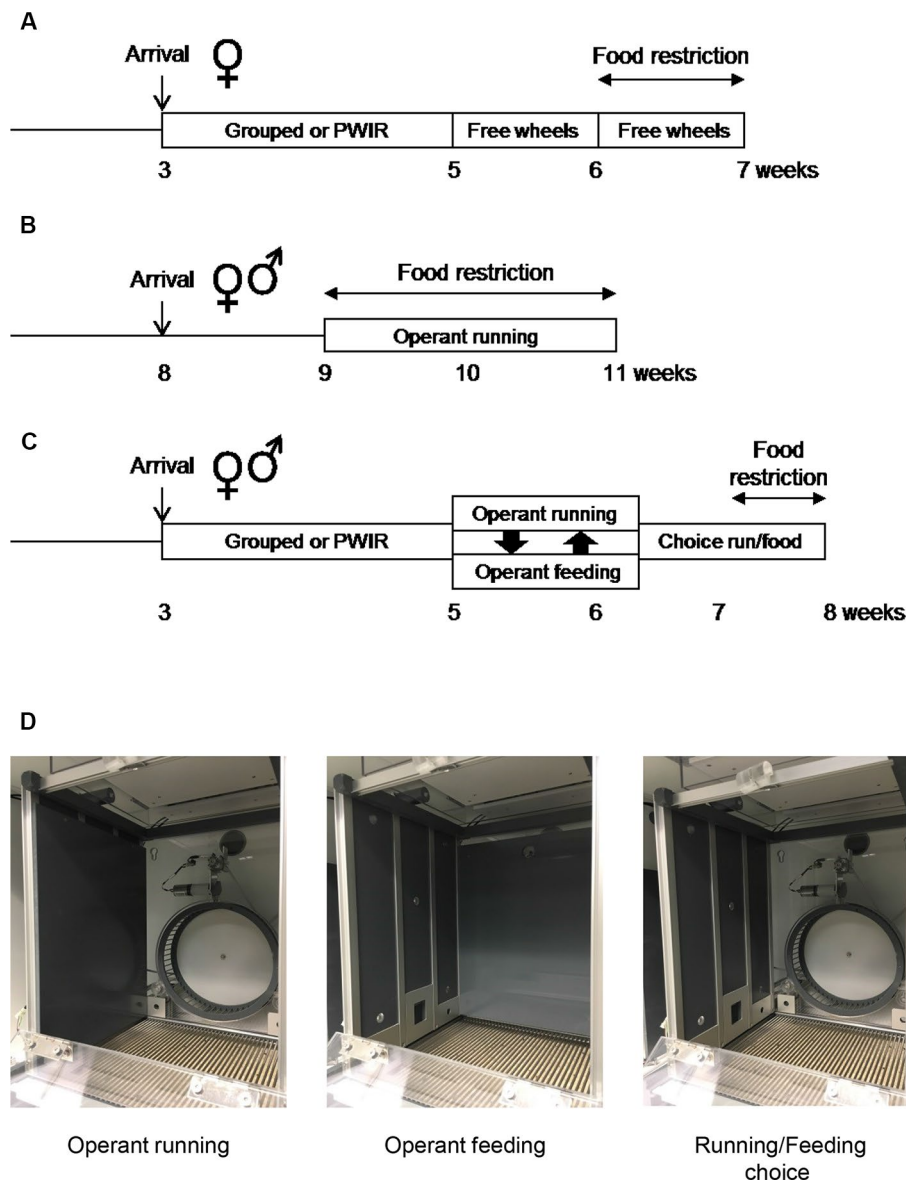 A
Arrival ♀
Food restriction
Grouped or PWIR Free wheels Free wheels
3 5 6 7 weeks
B
Arrival ♀♂
Food restriction
Operant running
8 9 10 11 weeks
C
Arrival ♀♂
Food
restriction
Operant running
Grouped or PWIR Choice run/food
Operant feeding
3 5 6 7 8 weeks
D
Operant running Operant feeding Running/Feeding
choice